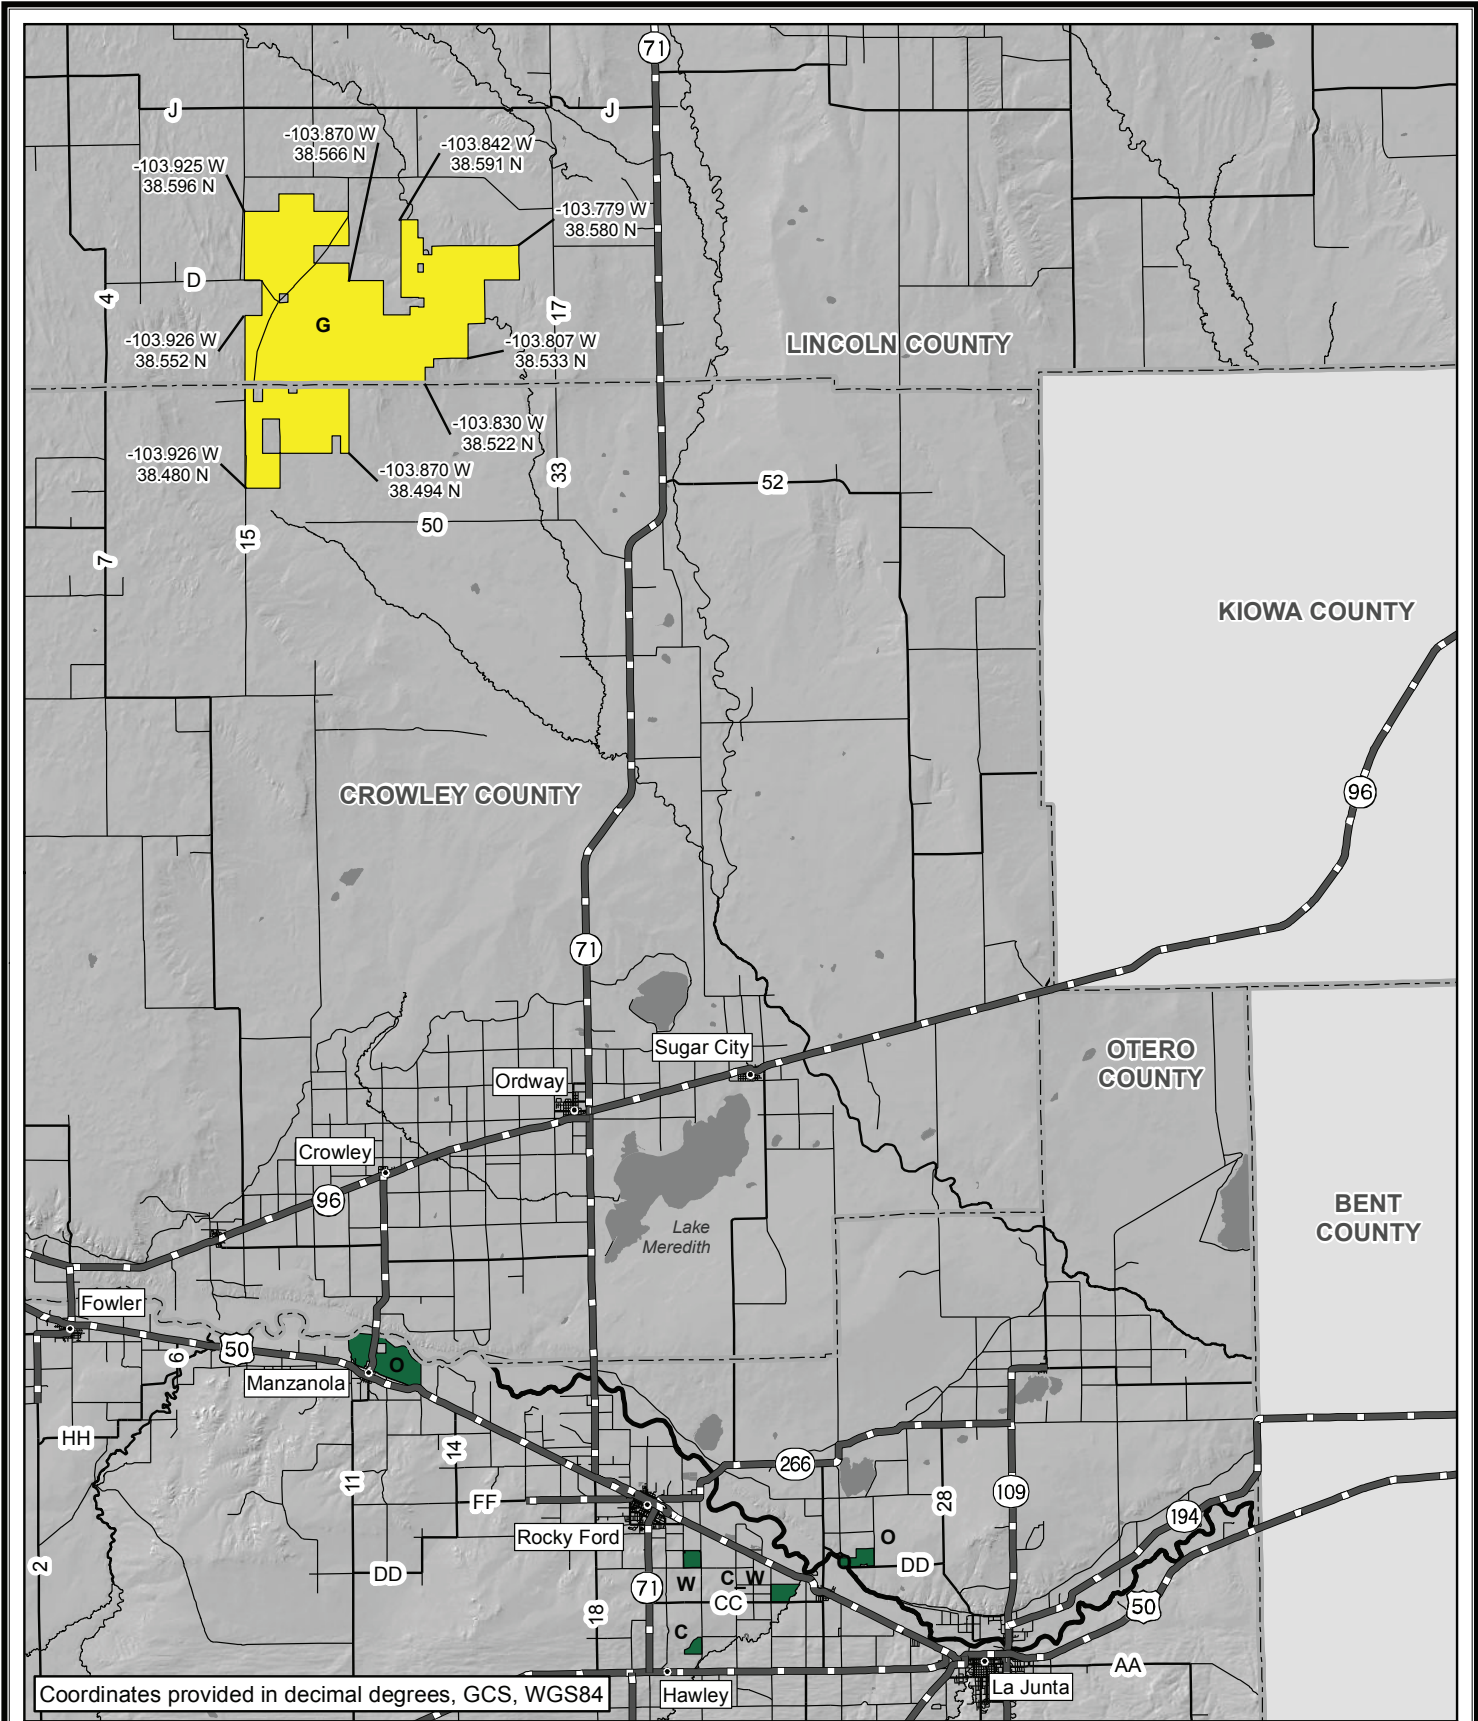 71
J
J
-103.870 W
38.566 N
-103.842 W
38.591 N
-103.925 W
38.596 N
-103.779 W
38.580 N
D
4
17
G
-103.926 W
38.552 N
-103.807 W
38.533 N
LINCOLN COUNTY
-103.830 W
38.522 N
-103.926 W
38.480 N
-103.870 W
38.494 N
33
52
50
15
7
KIOWA COUNTY
CROWLEY COUNTY
96
71
Sugar City
OTERO
COUNTY
Ordway
Crowley
96
Lake
Meredith
BENT
COUNTY
Fowler
50
6
O
Manzanola
HH
14
11
266
109
28
FF
194
Rocky Ford
O
O
DD
2
DD
W
C_W
71
CC
50
18
C
AA
La Junta
Hawley
Coordinates provided in decimal degrees, GCS, WGS84